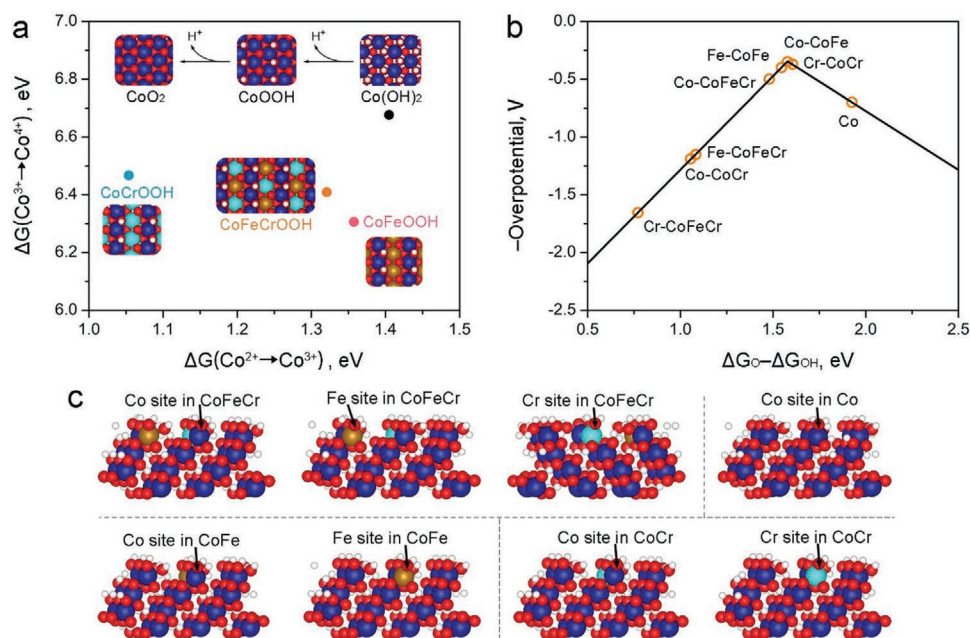 a
7.0
6.8
6.6
6.4
6.2
6.0
ΔG(Co³⁺→Co⁴⁺) , eV
H⁺
H⁺
CoO₂
CoOOH
Co(OH)₂
CoCrOOH
CoFeCrOOH
CoFeOOH
1.0
1.1
1.2
1.3
1.4
1.5
ΔG(Co²⁺→Co³⁺) , eV
b
0.0
-0.5
-1.0
-1.5
-2.0
-2.5
–Overpotential, V
Co–CoFe
Fe–CoFe
Cr–CoCr
Co–CoFeCr
Co
Fe–CoFeCr
Co–CoCr
Cr–CoFeCr
0.5
1.0
1.5
2.0
2.5
ΔG_O–ΔG_OH, eV
c
Co site in CoFeCr
Fe site in CoFeCr
Cr site in CoFeCr
Co site in Co
Co site in CoFe
Fe site in CoFe
Co site in CoCr
Cr site in CoCr